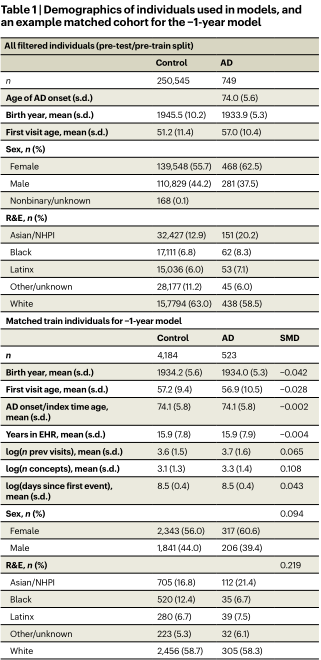 Table 1 | Demographics of individuals used in models, and
an example matched cohort for the −1-year model
All filtered individuals (pre-test/pre-train split)
Control AD
n 250,545 749
Age of AD onset (s.d.) 74.0 (5.6)
Birth year, mean (s.d.) 1945.5 (10.2) 1933.9 (5.3)
First visit age, mean (s.d.) 51.2 (11.4) 57.0 (10.4)
Sex, n (%)
Female 139,548 (55.7) 468 (62.5)
Male 110,829 (44.2) 281 (37.5)
Nonbinary/unknown 168 (0.1)
R&E, n (%)
Asian/NHPI 32,427 (12.9) 151 (20.2)
Black 17,111 (6.8) 62 (8.3)
Latinx 15,036 (6.0) 53 (7.1)
Other/unknown 28,177 (11.2) 45 (6.0)
White 15,7794 (63.0) 438 (58.5)
Matched train individuals for −1-year model
Control AD SMD
n 4,184 523
Birth year, mean (s.d.) 1934.2 (5.6) 1934.0 (5.3) −0.042
First visit age, mean (s.d.) 57.2 (9.4) 56.9 (10.5) −0.028
AD onset/index time age, 74.1 (5.8) 74.1 (5.8) −0.002
mean (s.d.)
Years in EHR, mean (s.d.) 15.9 (7.8) 15.9 (7.9) −0.004
log(n prev visits), mean (s.d.) 3.6 (1.5) 3.7 (1.6) 0.065
log(n concepts), mean (s.d.) 3.1 (1.3) 3.3 (1.4) 0.108
log(days since first event), 8.5 (0.4) 8.5 (0.4) 0.043
mean (s.d.)
Sex, n (%) 0.094
Female 2,343 (56.0) 317 (60.6)
Male 1,841 (44.0) 206 (39.4)
R&E, n (%) 0.219
Asian/NHPI 705 (16.8) 112 (21.4)
Black 520 (12.4) 35 (6.7)
Latinx 280 (6.7) 39 (7.5)
Other/unknown 223 (5.3) 32 (6.1)
White 2,456 (58.7) 305 (58.3)